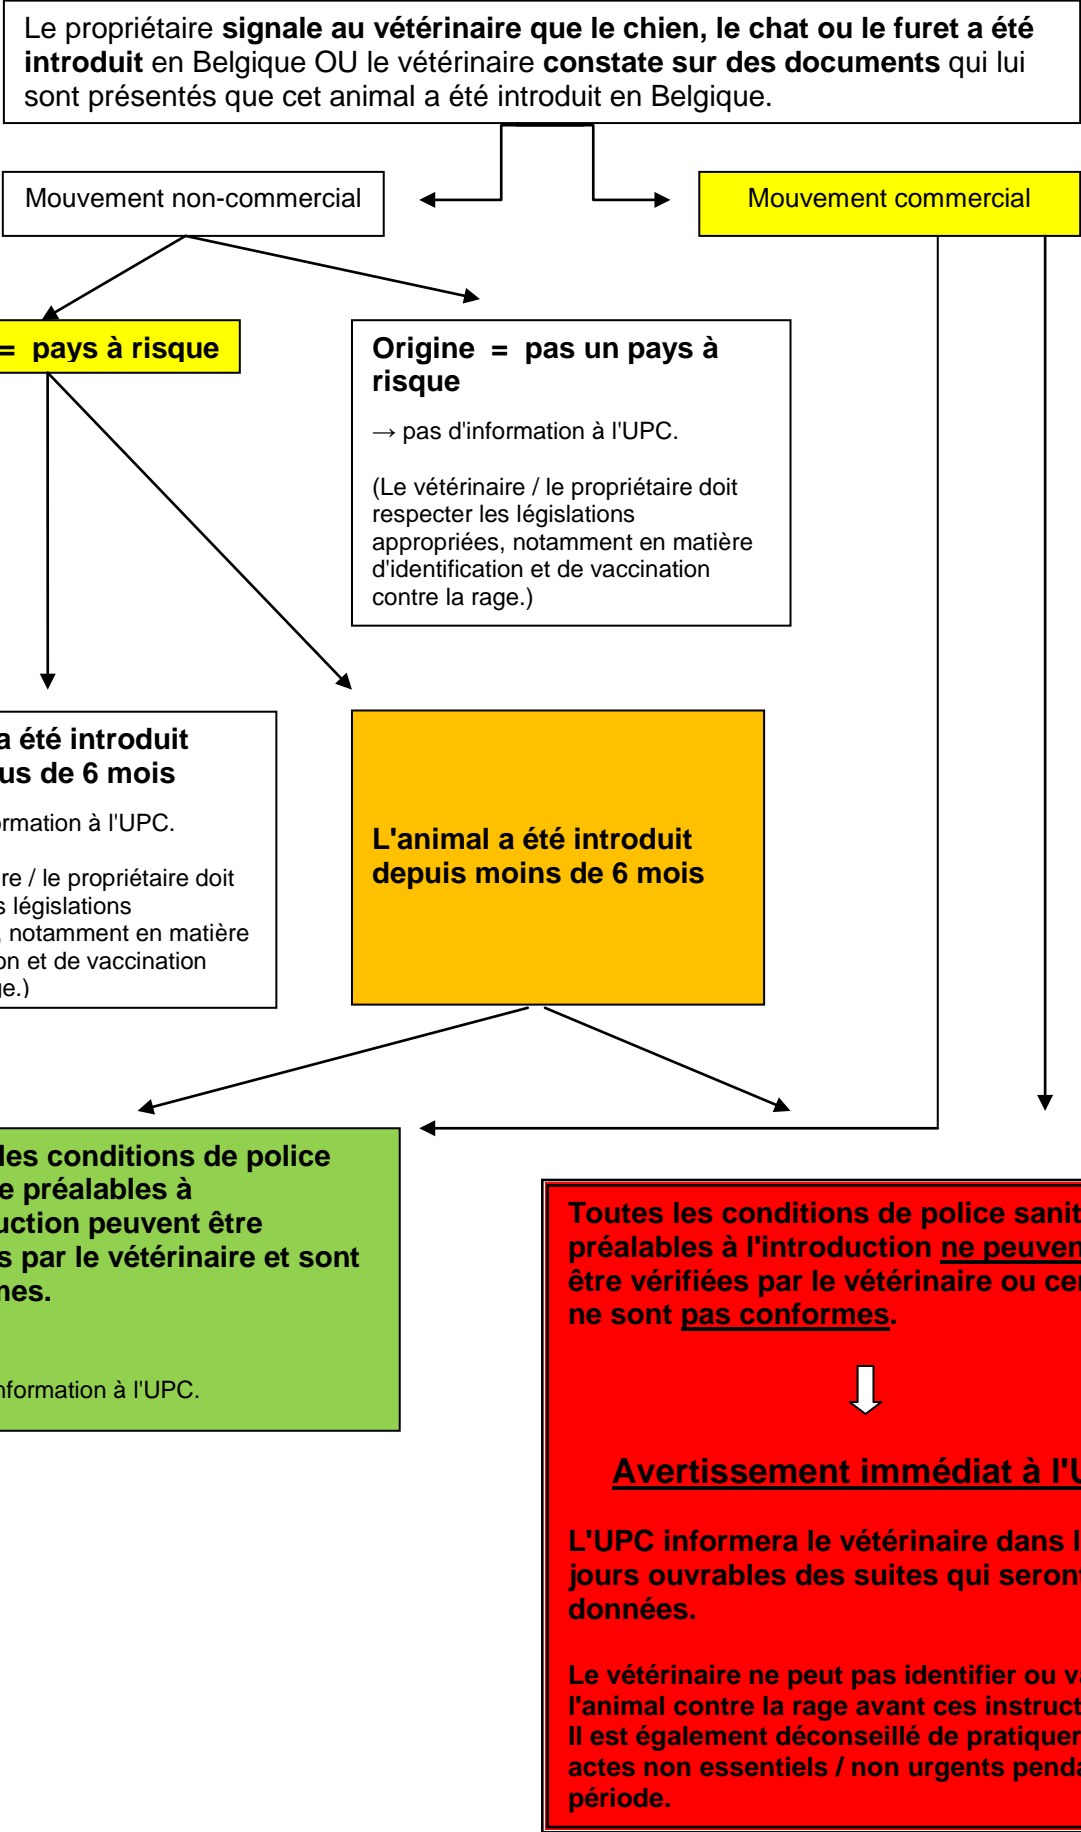 Le propriétaire signale au vétérinaire que le chien, le chat ou le furet a été
introduit en Belgique OU le vétérinaire constate sur des documents qui lui
sont présentés que cet animal a été introduit en Belgique.
Mouvement non-commercial
Mouvement commercial
= pays à risque
Origine = pas un pays à
risque
→ pas d'information à l'UPC.
(Le vétérinaire / le propriétaire doit
respecter les législations
appropriées, notamment en matière
d'identification et de vaccination
contre la rage.)
a été introduit
us de 6 mois
rmation à l'UPC.
re / le propriétaire doit
s législations
, notamment en matière
on et de vaccination
ge.)
L'animal a été introduit
depuis moins de 6 mois
les conditions de police
e préalables à
uction peuvent être
s par le vétérinaire et sont
mes.
nformation à l'UPC.
Toutes les conditions de police sanit
préalables à l'introduction ne peuven
être vérifiées par le vétérinaire ou cer
ne sont pas conformes.
Avertissement immédiat à l'U
L'UPC informera le vétérinaire dans l
jours ouvrables des suites qui seront
données.
Le vétérinaire ne peut pas identifier ou va
l'animal contre la rage avant ces instruct
Il est également déconseillé de pratiquer
actes non essentiels / non urgents penda
période.